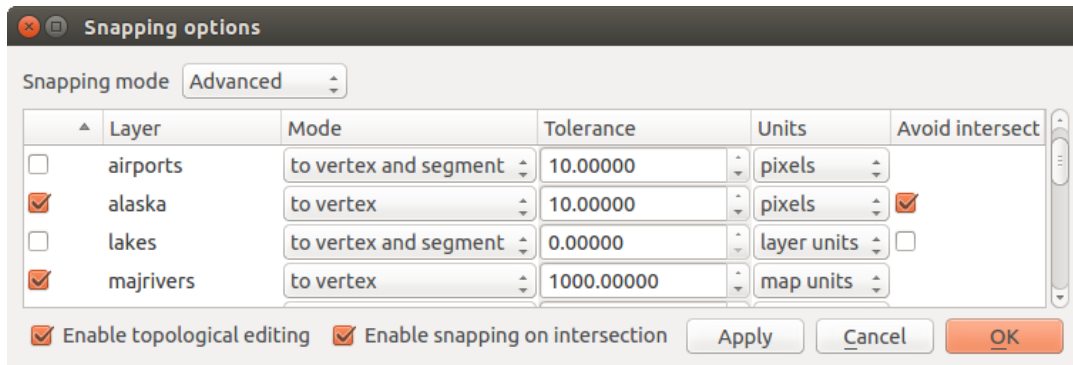 Snapping options
Snapping mode Advanced
Layer Mode Tolerance Units Avoid intersect
airports to vertex and segment 10.00000 pixels
alaska to vertex 10.00000 pixels
lakes to vertex and segment 0.00000 layer units
majrivers to vertex 1000.00000 map units
Enable topological editing Enable snapping on intersection Apply Cancel OK